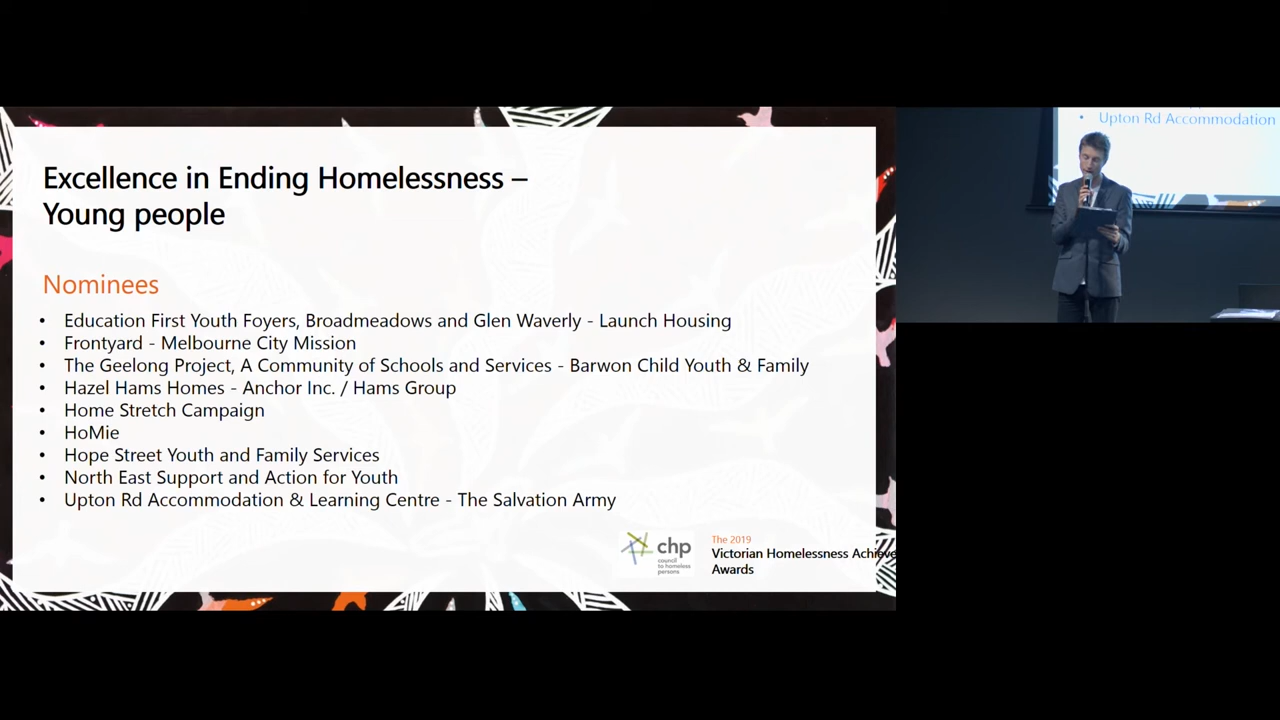 Excellence in Ending Homelessness –
Young people
Nominees
• Education First Youth Foyers, Broadmeadows and Glen Waverly - Launch Housing
• Frontyard - Melbourne City Mission
• The Geelong Project, A Community of Schools and Services - Barwon Child Youth & Family
• Hazel Hams Homes - Anchor Inc. / Hams Group
• Home Stretch Campaign
• HoMie
• Hope Street Youth and Family Services
• North East Support and Action for Youth
• Upton Rd Accommodation & Learning Centre - The Salvation Army
chp
council
to homeless
persons
The 2019
Victorian Homelessness Achieve
Awards
• Upton Rd Accommodation